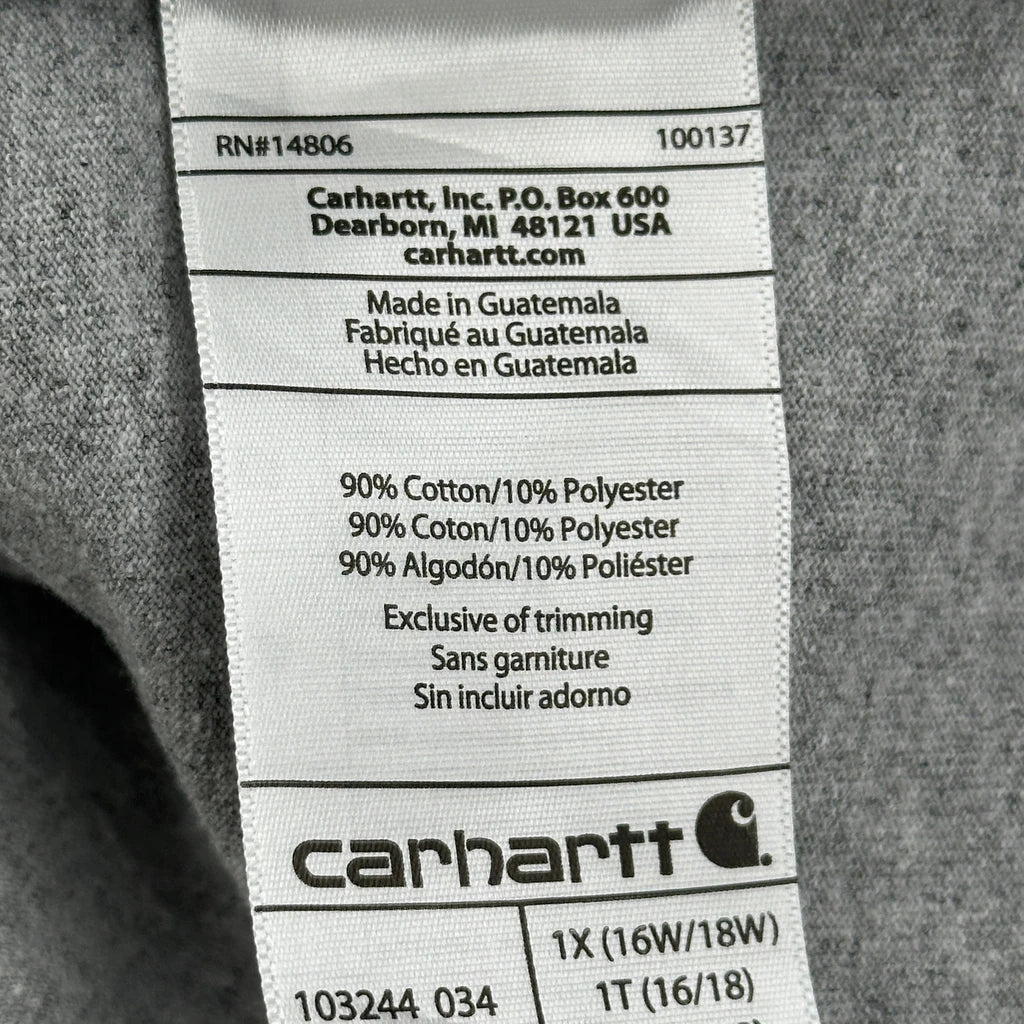 RN#14806 100137
Carhartt, Inc. P.O. Box 600
Dearborn, MI 48121 USA
carhartt.com
Made in Guatemala
Fabriqué au Guatemala
Hecho en Guatemala
90% Cotton/10% Polyester
90% Coton/10% Polyester
90% Algodón/10% Poliéster
Exclusive of trimming
Sans garniture
Sin incluir adorno
carhartt
1X (16W/18W)
103244 034 1T (16/18)